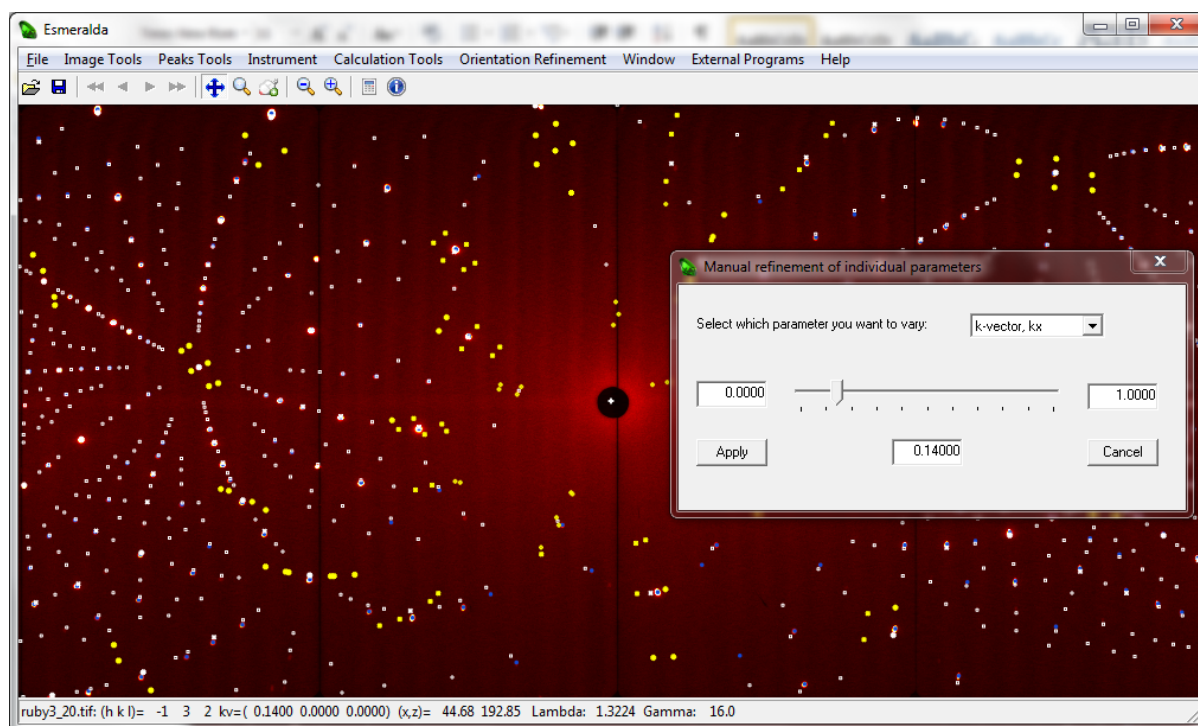 Esmeralda
File Image Tools Peaks Tools Instrument Calculation Tools Orientation Refinement Window External Programs Help
Manual refinement of individual parameters
Select which parameter you want to vary: k-vector, kx
0.0000 1.0000
Apply 0.14000 Cancel
ruby3_20.tif: (h k l)= -1 3 2 kv=( 0.1400 0.0000 0.0000) (x,z)= 44.68 192.85 Lambda: 1.3224 Gamma: 16.0